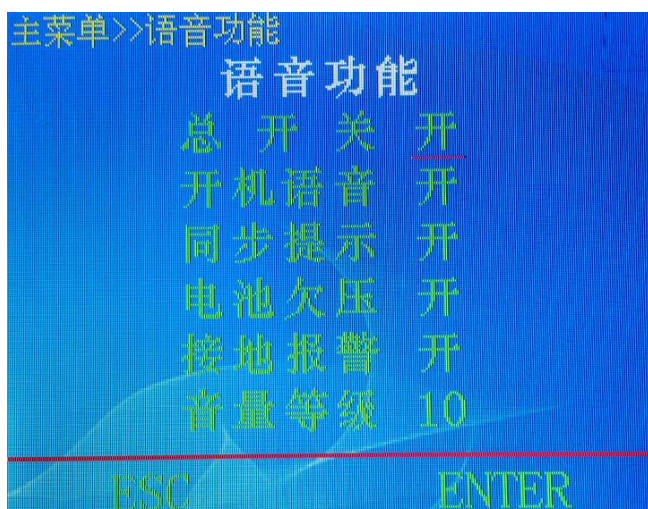 主菜单>>语音功能
语音功能
总开关 开
开机语音 开
同步提示 开
电池欠压 开
接地报警 开
音量等级 10
ESC ENTER